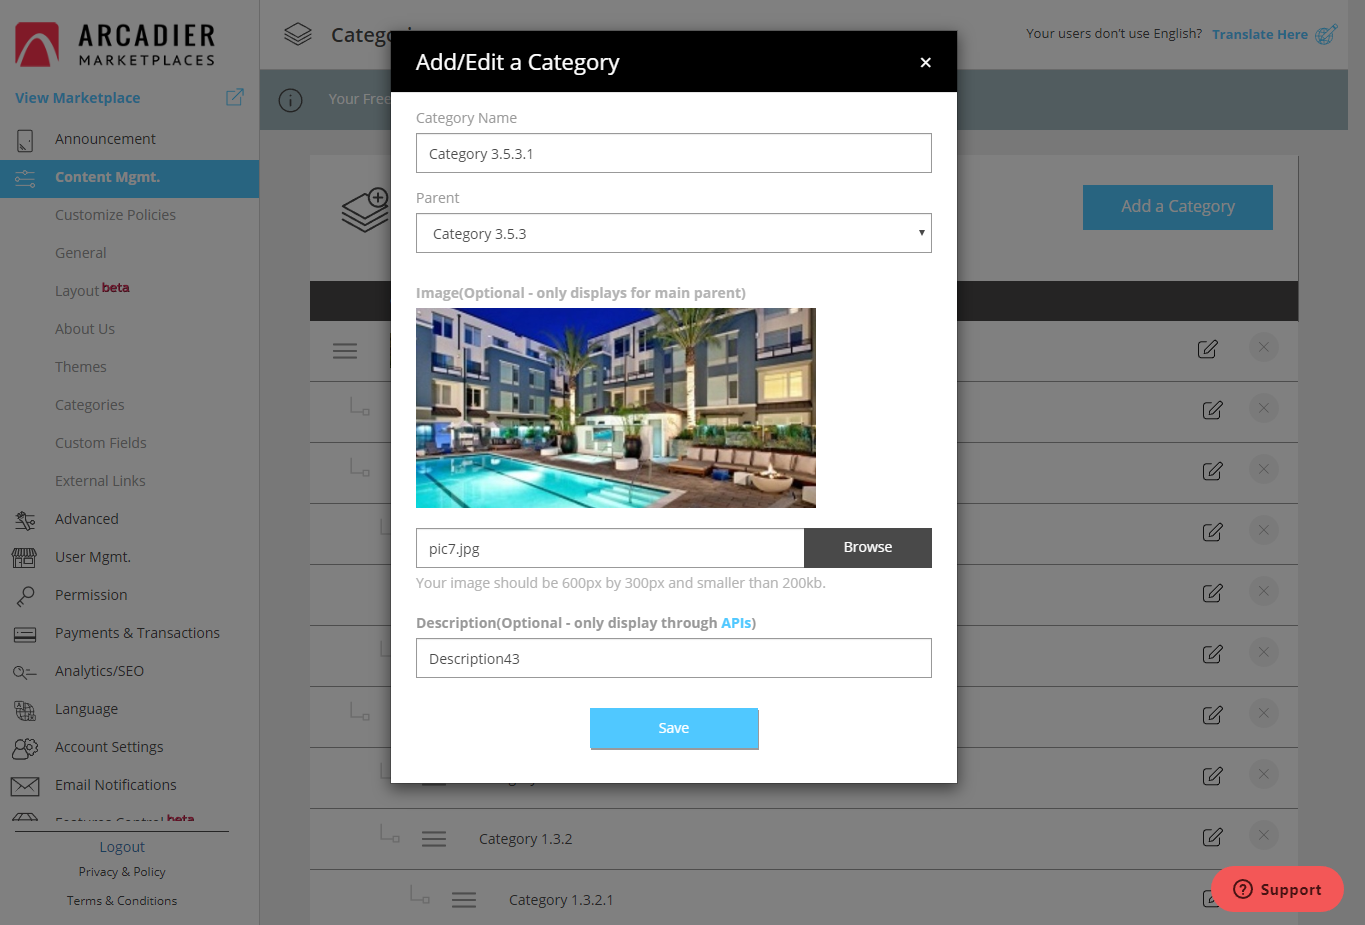 ARCADIER
MARKETPLACES
View Marketplace
Announcement
Content Mgmt.
Customize Policies
General
Layout beta
About Us
Themes
Categories
Custom Fields
External Links
Advanced
User Mgmt.
Permission
Payments & Transactions
Analytics/SEO
Language
Account Settings
Email Notifications
Features Control beta
Logout
Privacy & Policy
Terms & Conditions
Your users don't use English? Translate Here
Your Free
Add a Category
Add/Edit a Category
Category Name
Category 3.5.3.1
Parent
Category 3.5.3
Image(Optional - only displays for main parent)
pic7.jpg
Browse
Your image should be 600px by 300px and smaller than 200kb.
Description(Optional - only display through APIs)
Description43
Save
Category 1.3.2
Category 1.3.2.1
Support